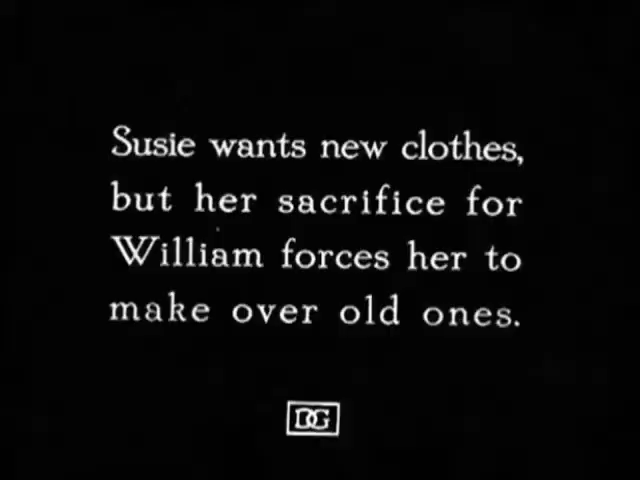 Susie wants new clothes,
but her sacrifice for
William forces her to
make over old ones.
DG